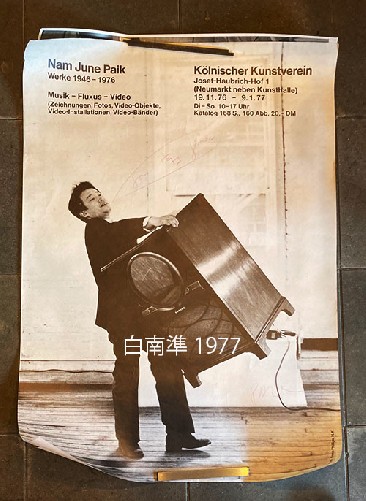 Nam June Paik
Werke 1946–1976
Musik – Fluxus – Video
(Zeichnungen, Fotos, Video-Objekte,
Video-Installationen, Video-Bänder)
Kölnischer Kunstverein
Josef-Haubrich-Hof 1
(Neumarkt neben Kunsthalle)
19.11.76 – 9.1.77
Di - So, 10–17 Uhr
Katalog 168 S., 160 Abb. 20,- DM
白南準 1977